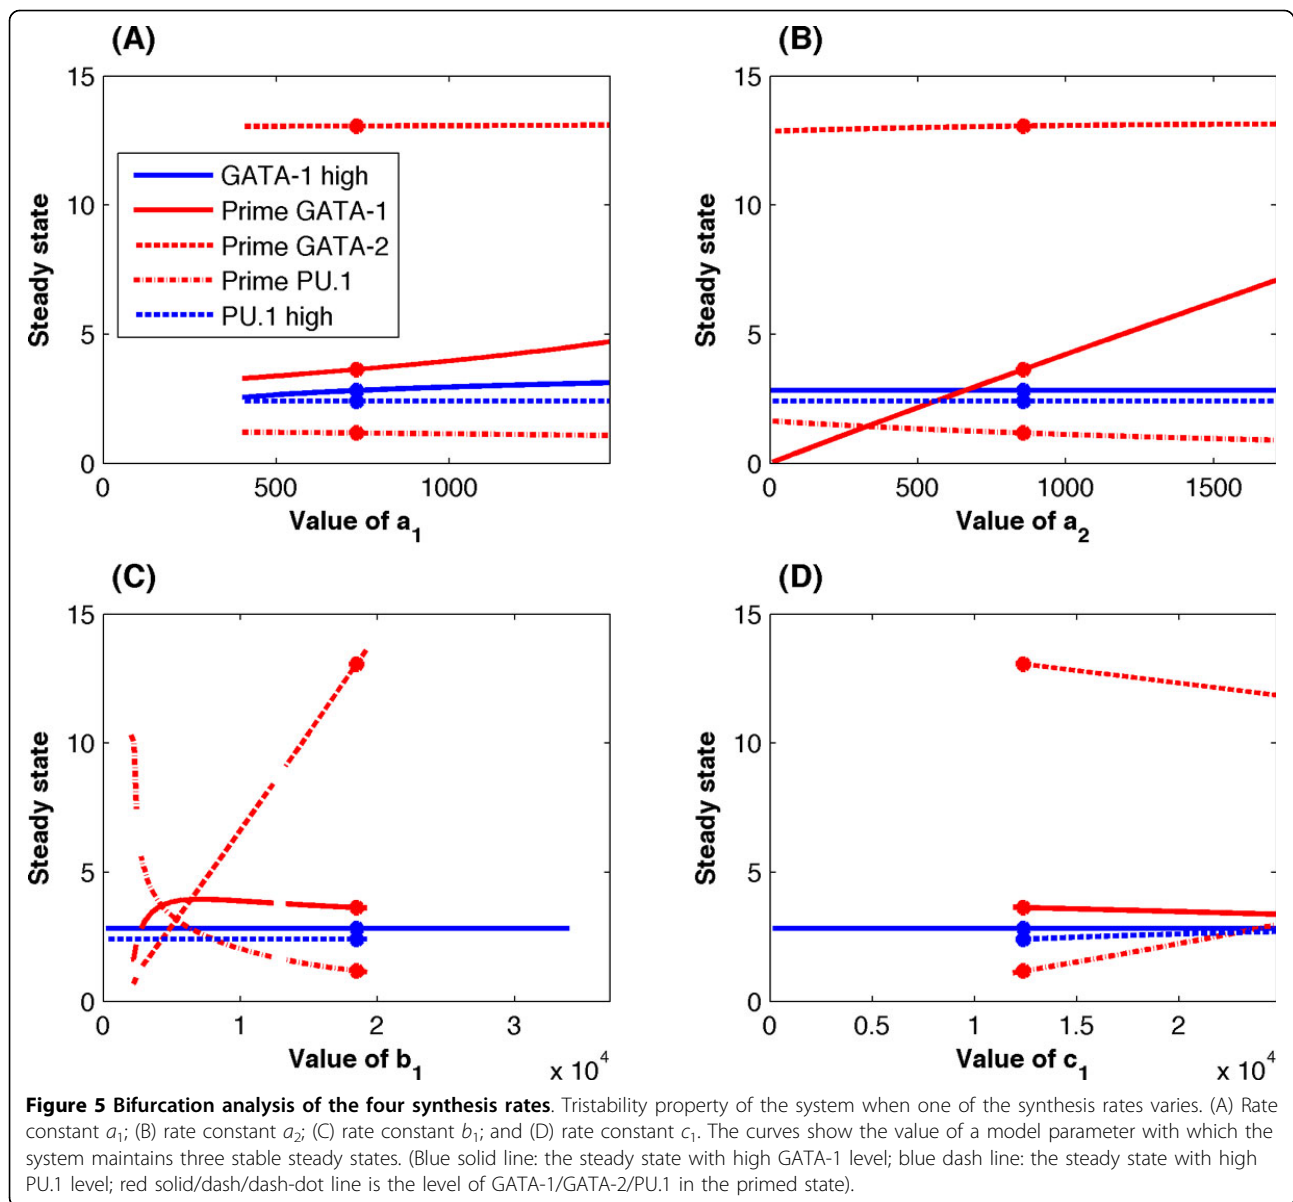 (A)
15
10
5
0
0
500
1000
Steady state
Value of a1
GATA-1 high
Prime GATA-1
Prime GATA-2
Prime PU.1
PU.1 high
(B)
15
10
5
0
0
500
1000
1500
Steady state
Value of a2
(C)
15
10
5
0
0
1
2
3
x 10^4
Steady state
Value of b1
(D)
15
10
5
0
0
0.5
1
1.5
2
x 10^4
Steady state
Value of c1
Figure 5 Bifurcation analysis of the four synthesis rates. Tristability property of the system when one of the synthesis rates varies. (A) Rate
constant a1; (B) rate constant a2; (C) rate constant b1; and (D) rate constant c1. The curves show the value of a model parameter with which the
system maintains three stable steady states. (Blue solid line: the steady state with high GATA-1 level; blue dash line: the steady state with high
PU.1 level; red solid/dash/dash-dot line is the level of GATA-1/GATA-2/PU.1 in the primed state).